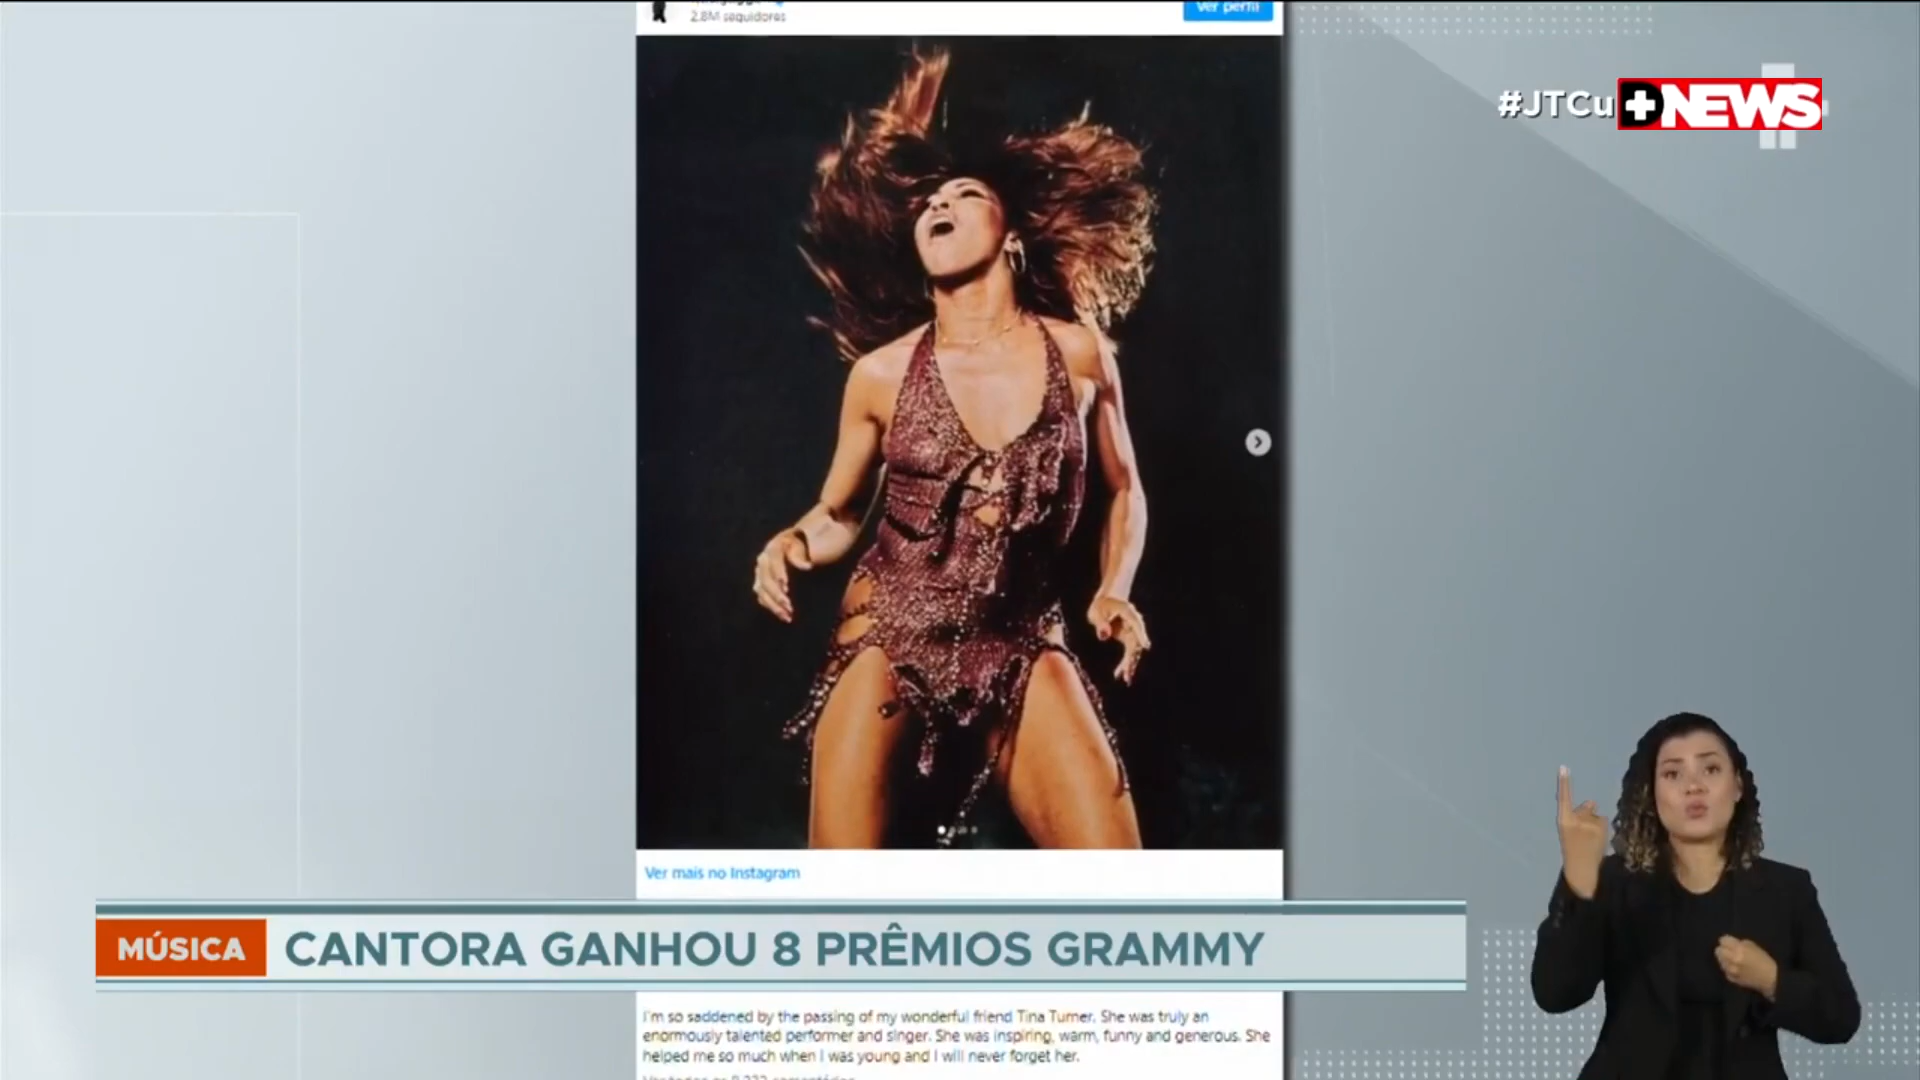 2.8M seguidores
Ver perfil
#JTCu
+NEWS
Ver mais no Instagram
MÚSICA
CANTORA GANHOU 8 PRÊMIOS GRAMMY
I'm so saddened by the passing of my wonderful friend Tina Turner. She was truly an
enormously talented performer and singer. She was inspiring, warm, funny and generous. She
helped me so much when I was young and I will never forget her.